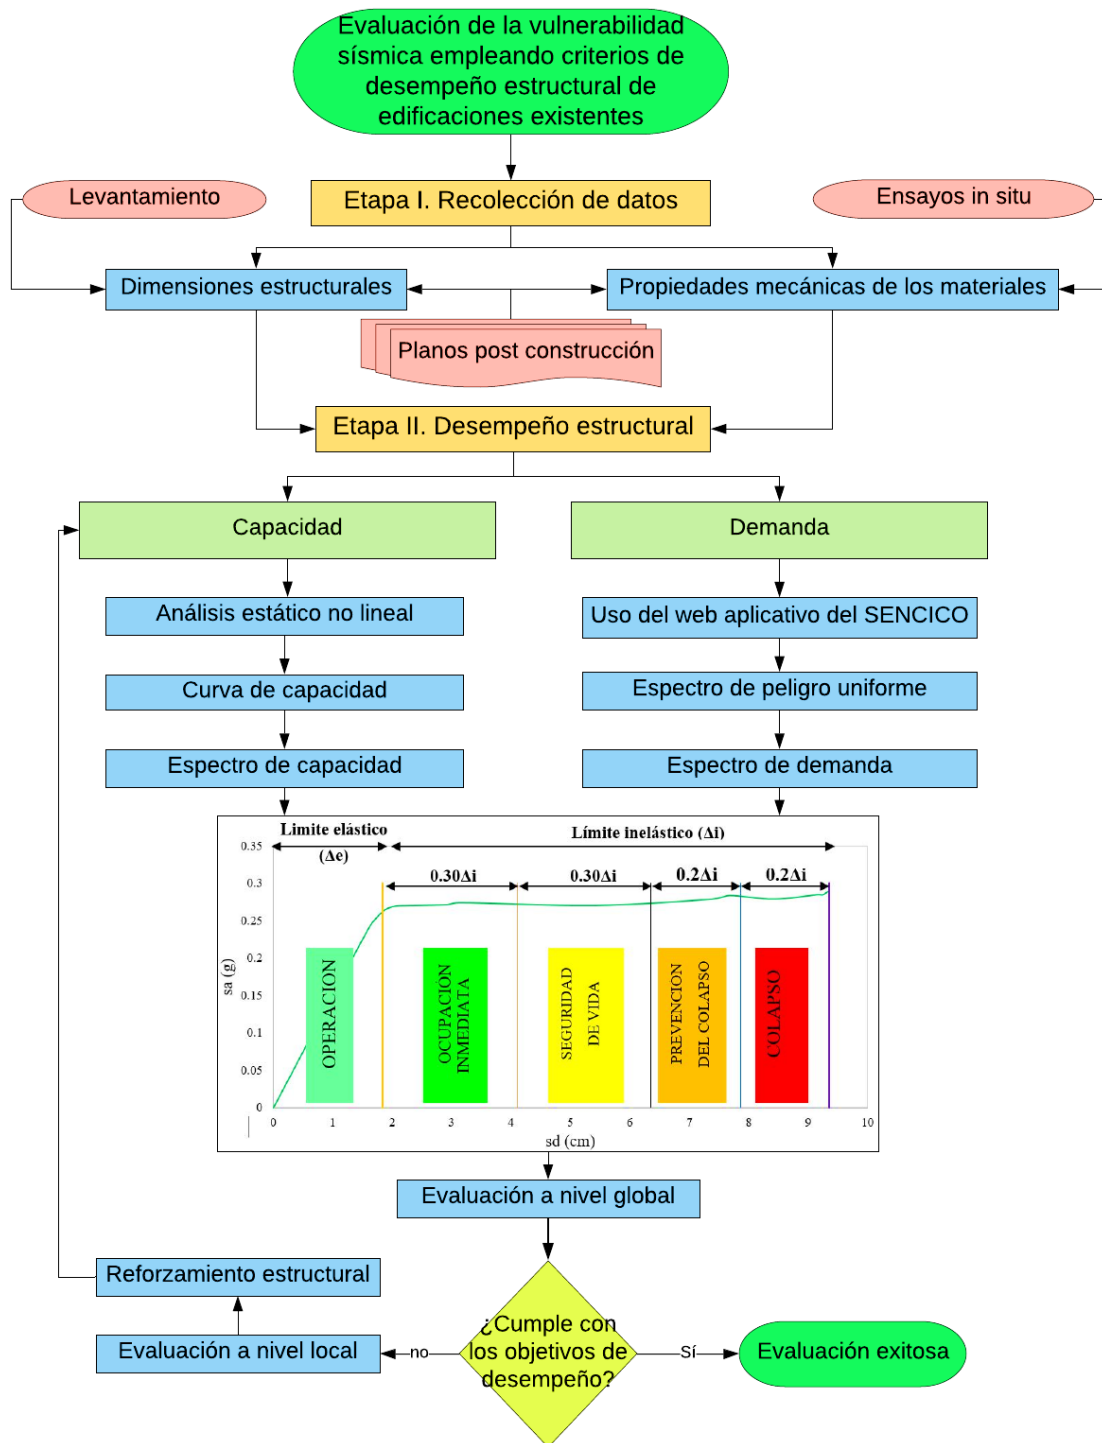 Evaluación de la vulnerabilidad
sísmica empleando criterios de
desempeño estructural de
edificaciones existentes
Levantamiento
Etapa I. Recolección de datos
Ensayos in situ
Dimensiones estructurales
Propiedades mecánicas de los materiales
Planos post construcción
Etapa II. Desempeño estructural
Capacidad
Demanda
Análisis estático no lineal
Uso del web aplicativo del SENCICO
Curva de capacidad
Espectro de peligro uniforme
Espectro de capacidad
Espectro de demanda
Limite elástico
(Δe)
Límite inelástico (Δi)
0.30Δi
0.30Δi
0.2Δi
0.2Δi
0.35
0.3
0.25
0.2
0.15
0.1
0.05
0
sa (g)
OPERACION
OCUPACION
INMEDIATA
SEGURIDAD
DE VIDA
PREVENCION
DEL COLAPSO
COLAPSO
0
1
2
3
4
5
6
7
8
9
10
sd (cm)
Evaluación a nivel global
Reforzamiento estructural
Evaluación a nivel local
no
¿Cumple con
los objetivos de
desempeño?
Sí
Evaluación exitosa